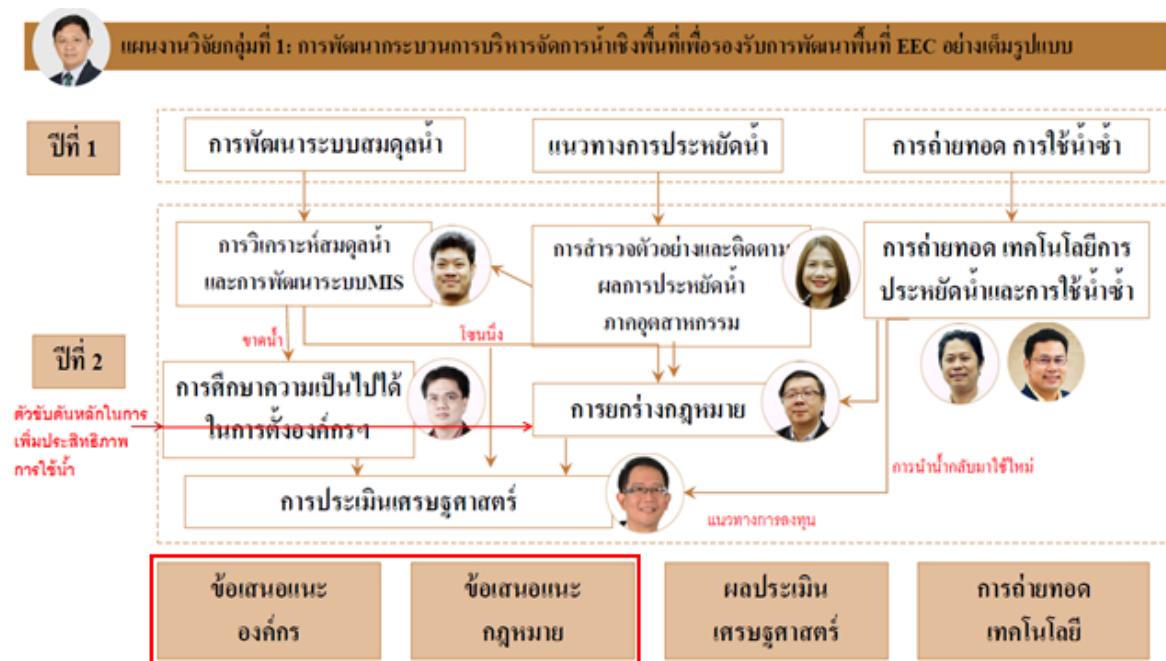 แผนงานวิจัยกลุ่มที่ 1: การพัฒนากระบวนการบริหารจัดการน้ำเชิงพื้นที่เพื่อรองรับการพัฒนาพื้นที่ EEC อย่างเต็มรูปแบบ
ปีที่ 1
การพัฒนาระบบสมดุลน้ำ
แนวทางการประหยัดน้ำ
การถ่ายทอด การใช้น้ำซ้ำ
การวิเกราะห์สมดุลน้ำ
และการพัฒนาระบบMIS
การสำรวจตัวอย่างและติดตาม
ผลการประหยัดน้ำ
ภาคอุตสาหกรรม
การถ่ายทอด เทคโนโลยีการ
ประหยัดน้ำและการใช้น้ำซ้ำ
ขาดน้ำ
โซนนิ่ง
ปีที่ 2
การศึกษาความเป็นไปได้
ในการตั้งองค์กรฯ
การยกร่างกฎหมาย
ตัวขับดันหลักในการ
เพิ่มประสิทธิภาพ
การใช้น้ำ
การนำน้ำกลับมาใช้ใหม่
การประเมินเศรษฐศาสตร์
แนวทางการลงทุน
ข้อเสนอแนะ
องค์กร
ข้อเสนอแนะ
กฎหมาย
ผลประเมิน
เศรษฐศาสตร์
การถ่ายทอด
เทคโนโลยี